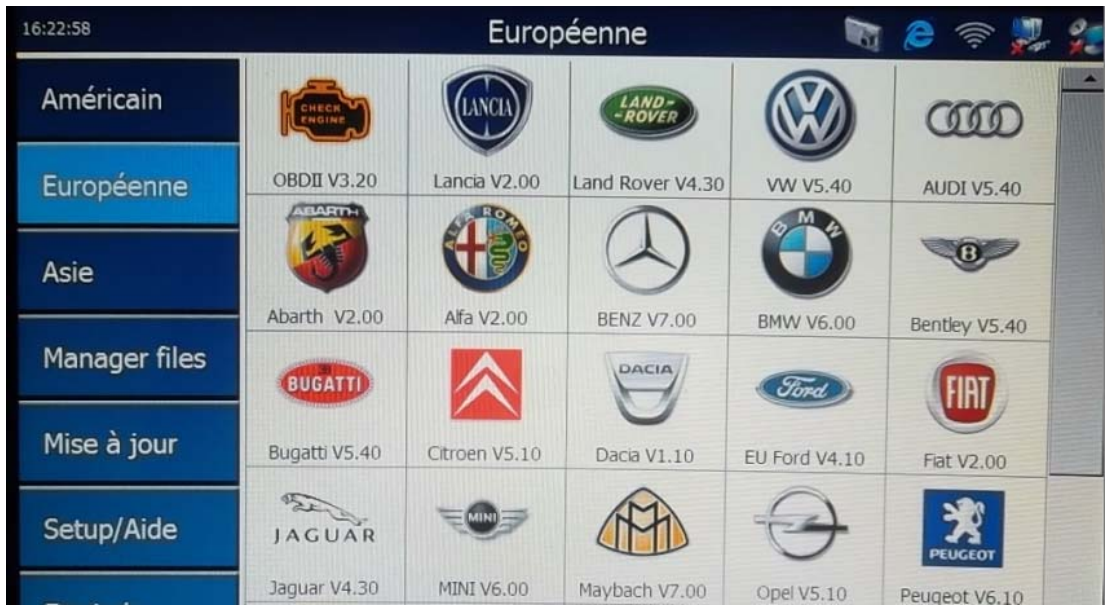 16:22:58
Européenne
Américain
Européenne
Asie
Manager files
Mise à jour
Setup/Aide
CHECK
ENGINE
OBDII V3.20
LANCIA
Lancia V2.00
LAND-
-ROVER
Land Rover V4.30
VW V5.40
AUDI V5.40
ABARTH
Abarth V2.00
ALFA ROMEO
Alfa V2.00
BENZ V7.00
BMW
BMW V6.00
B
Bentley V5.40
BUGATTI
Bugatti V5.40
Citroen V5.10
DACIA
Dacia V1.10
Ford
EU Ford V4.10
FIAT
Fiat V2.00
JAGUAR
Jaguar V4.30
MINI
MINI V6.00
Maybach V7.00
Opel V5.10
PEUGEOT
Peugeot V6.10